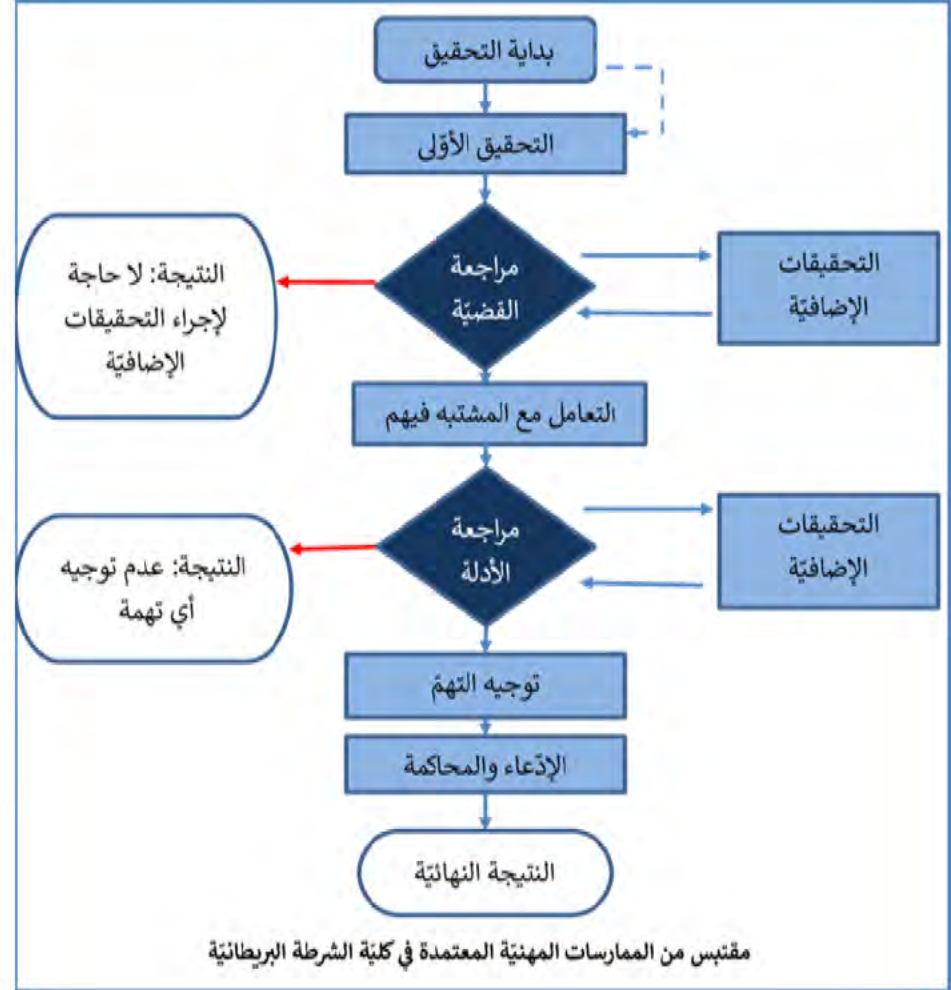 بداية التحقيق
التحقيق الأوّلى
مراجعة
القضيّة
التحقيقات
الإضافيّة
النتيجة: لا حاجة
لإجراء التحقيقات
الإضافيّة
التعامل مع المشتبه فيهم
مراجعة
الأدلة
التحقيقات
الإضافيّة
النتيجة: عدم توجيه
أي تهمة
توجيه التهمّ
الإدّعاء والمحاكمة
النتيجة النهائيّة
مقتبس من الممارسات المهنيّة المعتمدة في كليّة الشرطة البريطانيّة